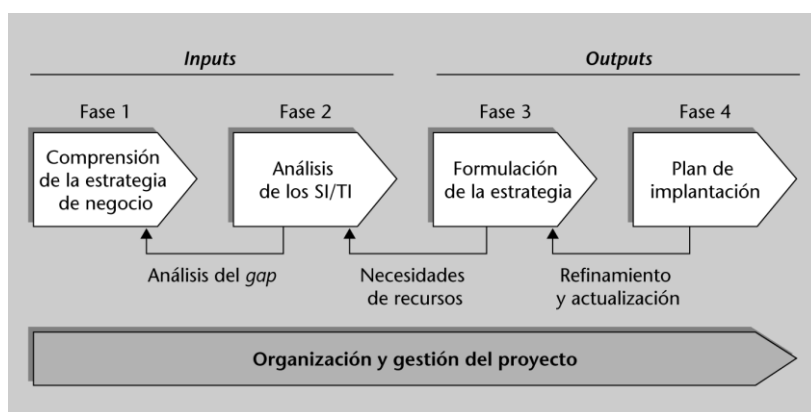 Inputs
Outputs
Fase 1
Fase 2
Fase 3
Fase 4
Comprensión
de la estrategia
de negocio
Análisis
de los SI/TI
Formulación
de la estrategia
Plan de
implantación
Análisis del gap
Necesidades
de recursos
Refinamiento
y actualización
Organización y gestión del proyecto